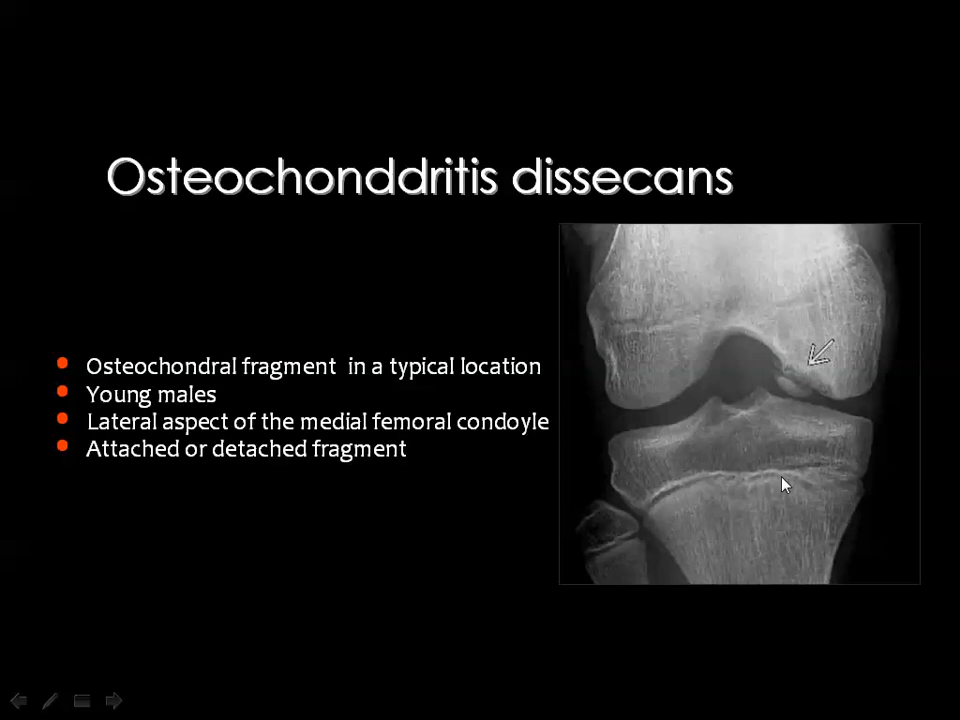 Osteochonddritis dissecans
Osteochondral fragment in a typical location
Young males
Lateral aspect of the medial femoral condoyle
Attached or detached fragment